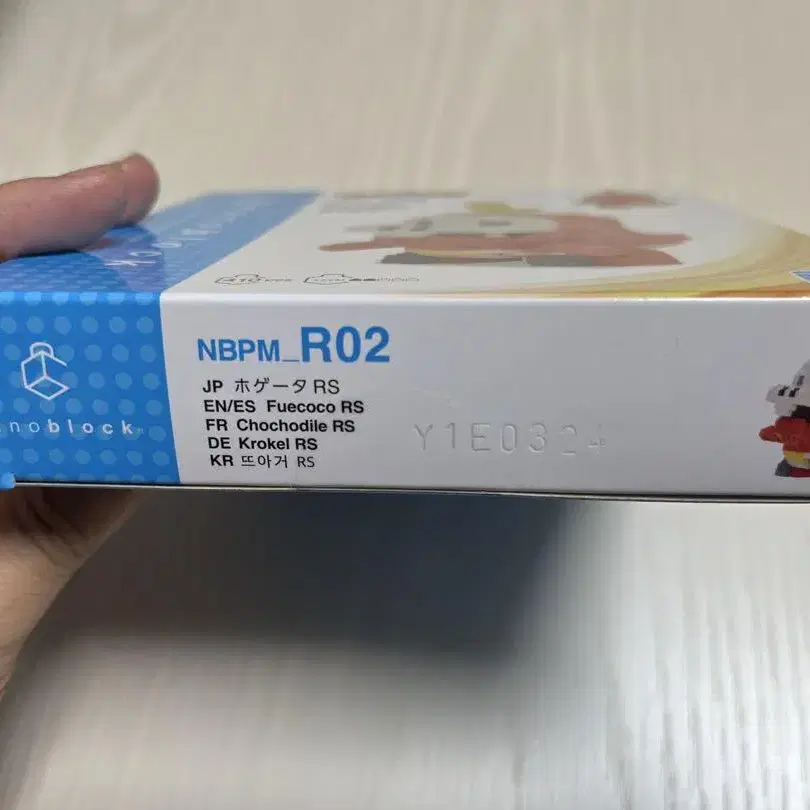 NBPM_R02
JP ホゲータ RS
EN/ES Fuecoco RS
FR Chochodile RS
DE Krokel RS
KR 뜨아거 RS
noblock
Y1E0324